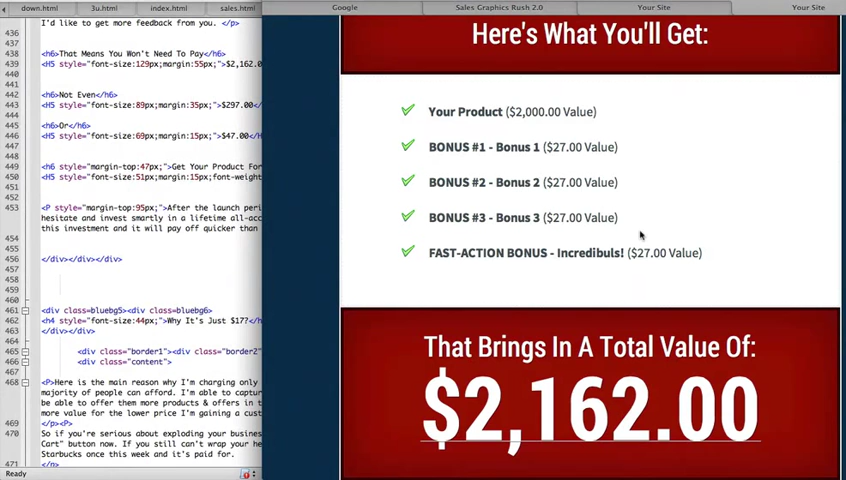 down.html 3u.html index.html sales.html
I'd like to get more feedback from you. </p>
436
437
438 <h6>That Means You Won't Need To Pay</h6>
439 <H5 style="font-size:129px;margin:55px;">$2,162.0
440
441
442 <h6>Not Even</h6>
443 <H5 style="font-size:89px;margin:35px;">$297.00</
444
445 <h6>Or</h6>
446 <H5 style="font-size:69px;margin:15px;">$47.00</H
447
448
449 <h6 style="margin-top:47px;">Get Your Product For
450 <H5 style="font-size:51px;margin:15px;font-weight
451
452
453 <P style="margin-top:95px;">After the launch peri
hesitate and invest smartly in a lifetime all-acc
this investment and it will pay off quicker than
454
455
456 </div></div></div>
457
458
459
460
461 <div class=bluebg5><div class=bluebg6>
462 <h4 style="font-size:44px;">Why It's Just $17?</h
463 </div></div>
464
465 <div class="border1"><div class="border2"
466 <div class="content">
467
468 <P>Here is the main reason why I'm charging only
majority of people can afford. I'm able to captur
be able to offer them more products & offers in t
more value for the lower price I'm gaining a cust
469 </p><P>
470 So if you're serious about exploding your business
Cart" button now. If you still can't wrap your he
Starbucks once this week and it's paid for.
471 </p>
Ready
Google Sales Graphics Rush 2.0 Your Site Your Site
Here's What You'll Get:
Your Product ($2,000.00 Value)
BONUS #1 - Bonus 1 ($27.00 Value)
BONUS #2 - Bonus 2 ($27.00 Value)
BONUS #3 - Bonus 3 ($27.00 Value)
FAST-ACTION BONUS - Incredibuls! ($27.00 Value)
That Brings In A Total Value Of:
$2,162.00